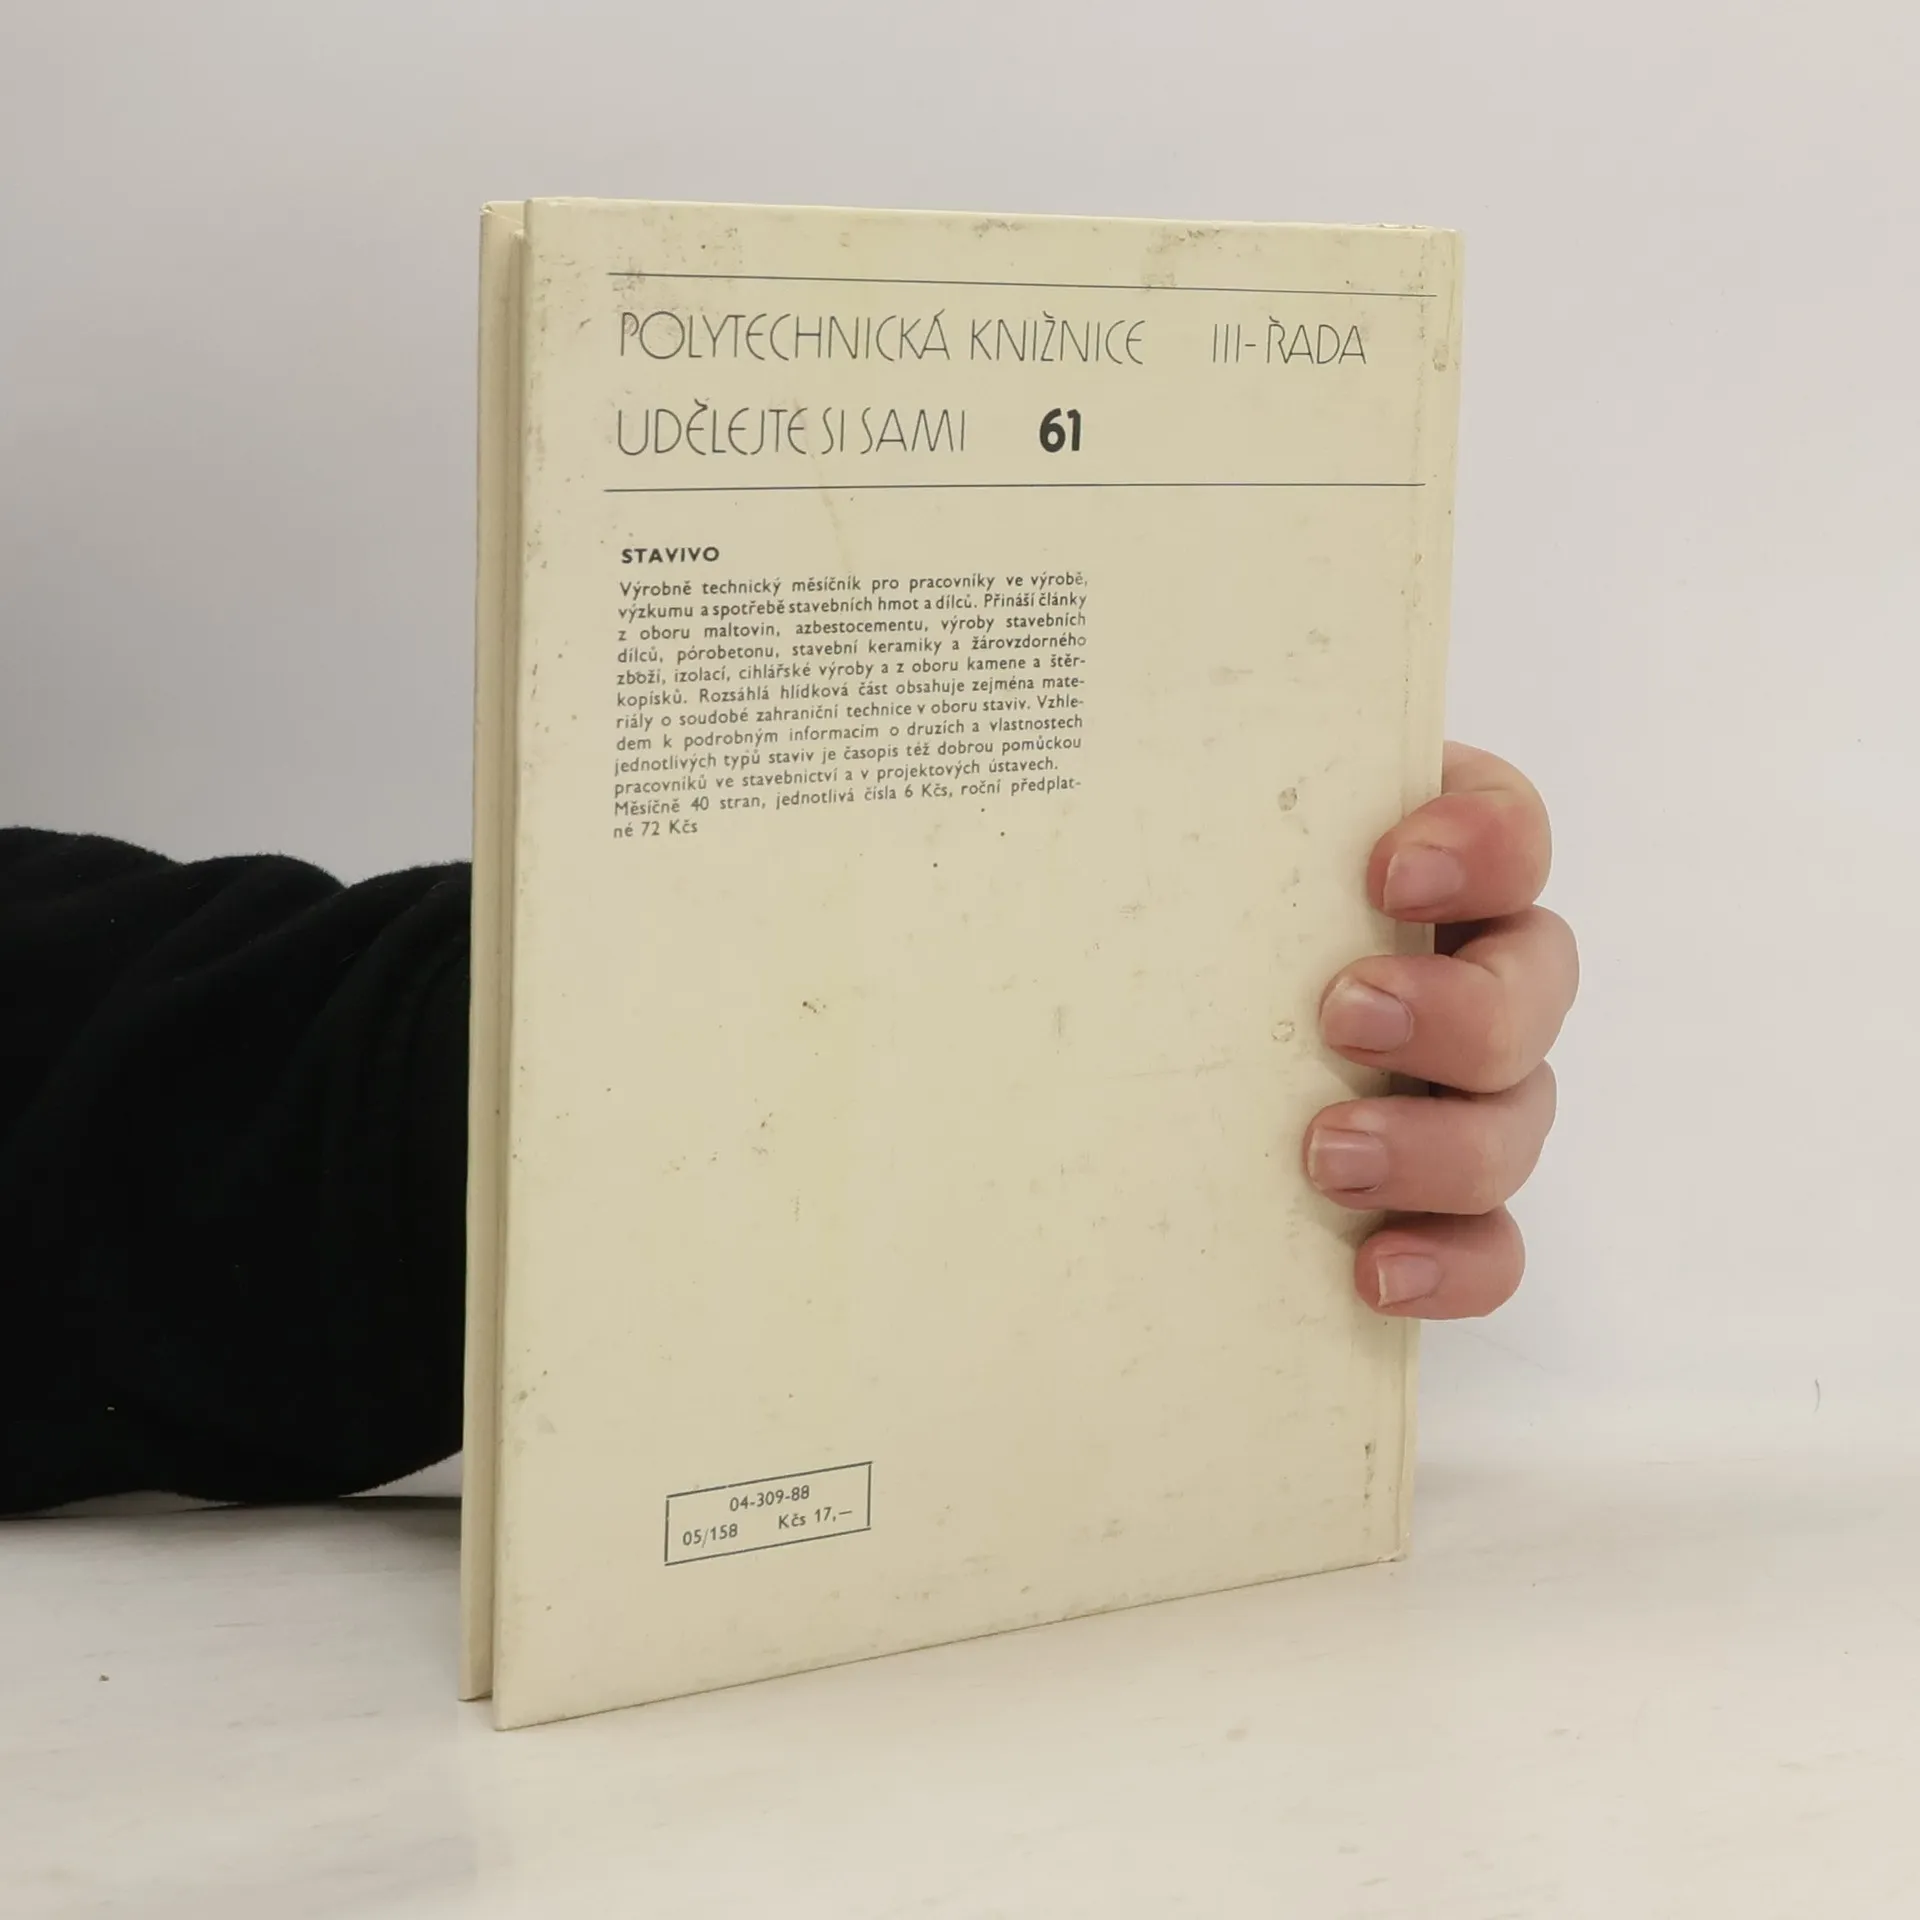 POLYTECHNICKÁ KNIŽNICE III-ŘADA
UDĚLEJTE SI SAMI 61
STAVIVO
Výrobně technický měsíčník pro pracovníky ve výrobě,
výzkumu a spotřebě stavebních hmot a dílců. Přináší články
z oboru maltovin, azbestocementu, výroby stavebních
dílců, pórobetonu, stavební keramiky a žárovzdorného
zboží, izolací, cihlářské výroby a z oboru kamene a štěr-
kopísků. Rozsáhlá hlídková část obsahuje zejména mate-
riály o soudobé zahraniční technice v oboru staviv. Vzhle-
dem k podrobným informacím o druzích a vlastnostech
jednotlivých typů staviv je časopis též dobrou pomůckou
pracovníků ve stavebnictví a v projektových ústavech.
Měsíčně 40 stran, jednotlivá čísla 6 Kčs, roční předplat-
né 72 Kčs
04-309-88
05/158 Kčs 17,—